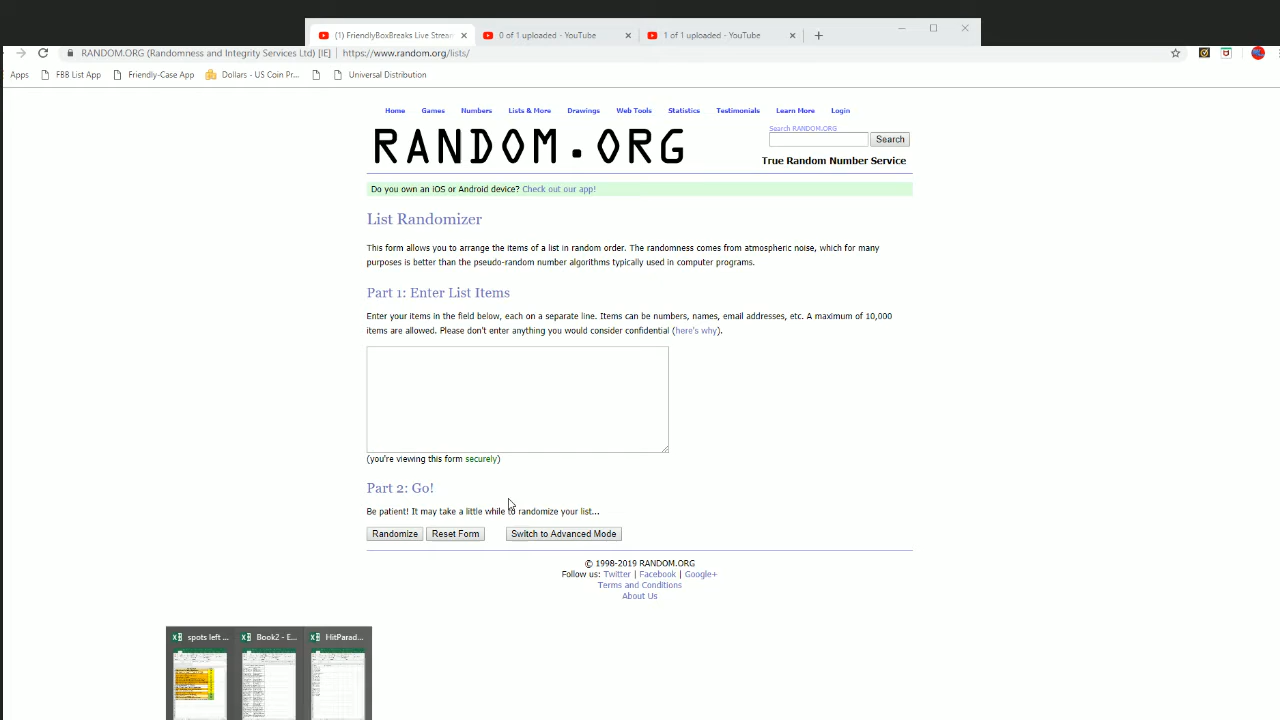 (1) FriendlyBoxBreaks Live Stream
0 of 1 uploaded - YouTube
1 of 1 uploaded - YouTube
RANDOM.ORG (Randomness and Integrity Services Ltd) [IE] | https://www.random.org/lists/
Apps FBB List App Friendly-Case App Dollars - US Coin Pr... Universal Distribution
Home Games Numbers Lists & More Drawings Web Tools Statistics Testimonials Learn More Login
Search RANDOM.ORG
RANDOM.ORG
Search
True Random Number Service
Do you own an iOS or Android device? Check out our app!
List Randomizer
This form allows you to arrange the items of a list in random order. The randomness comes from atmospheric noise, which for many
purposes is better than the pseudo-random number algorithms typically used in computer programs.
Part 1: Enter List Items
Enter your items in the field below, each on a separate line. Items can be numbers, names, email addresses, etc. A maximum of 10,000
items are allowed. Please don't enter anything you would consider confidential (here's why).
(you're viewing this form securely)
Part 2: Go!
Be patient! It may take a little while to randomize your list...
Randomize Reset Form Switch to Advanced Mode
© 1998-2019 RANDOM.ORG
Follow us: Twitter | Facebook | Google+
Terms and Conditions
About Us
spots left ... Book2 - E... HitParad...